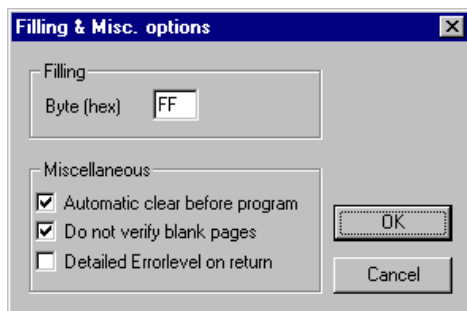 Filling & Misc. options
Filling
Byte (hex) FF
Miscellaneous
Automatic clear before program
Do not verify blank pages
Detailed Errorlevel on return
OK
Cancel